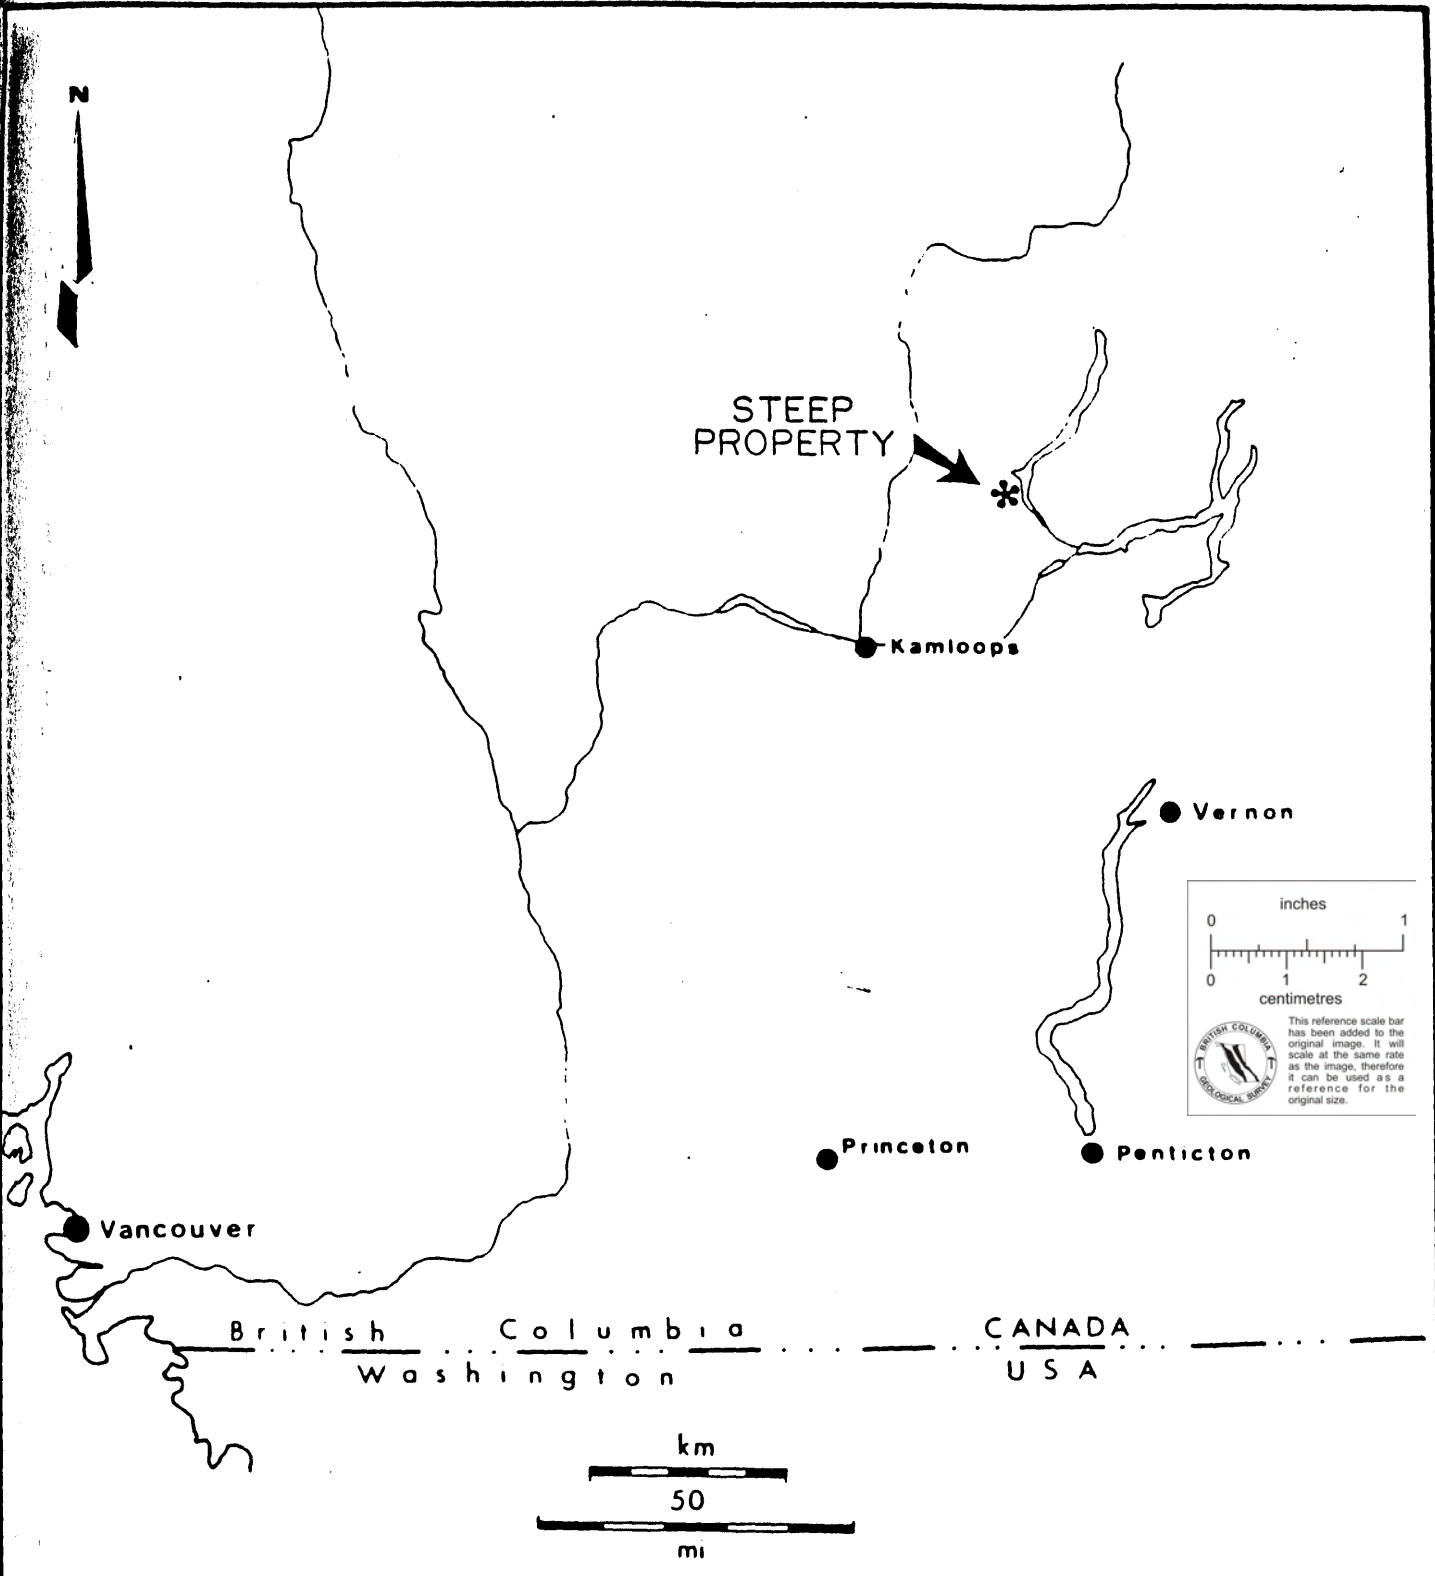 N
STEEP
PROPERTY
Kamloops
Vernon
inches
0 1
0 1 2
centimetres
This reference scale bar
has been added to the
original image. It will
scale at the same rate
as the image, therefore
it can be used as a
reference for the
original size.
BRITISH COLUMBIA
GEOLOGICAL SURVEY
Princeton
Penticton
Vancouver
British Columbia
CANADA
Washington
USA
km
50
mi